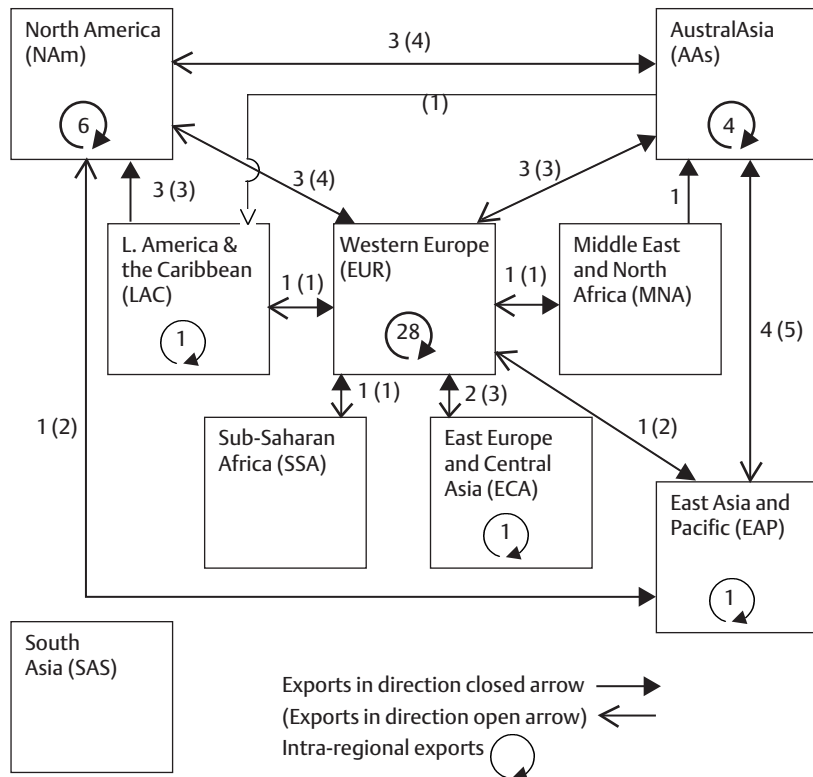 North America
(NAm)
6
3 (4)
(1)
AustralAsia
(AAs)
4
3 (3)
3 (4)
3 (3)
1
L. America &
the Caribbean
(LAC)
1
1 (1)
Western Europe
(EUR)
28
1 (1)
Middle East
and North
Africa (MNA)
4 (5)
1 (2)
1 (1)
2 (3)
1 (2)
Sub-Saharan
Africa (SSA)
East Europe
and Central
Asia (ECA)
1
East Asia and
Pacific (EAP)
1
South
Asia (SAS)
Exports in direction closed arrow
(Exports in direction open arrow)
Intra-regional exports